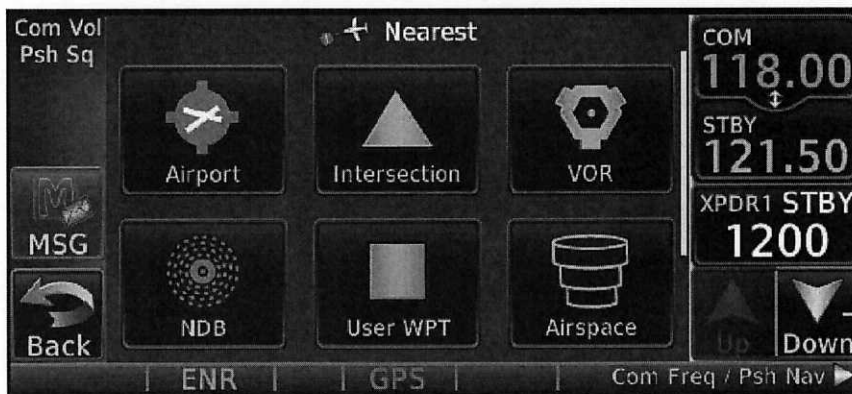 Com Vol
Psh Sq
Nearest
COM
118.00
STBY
121.50
Airport
Intersection
VOR
XPDR1 STBY
1200
MSG
NDB
User WPT
Airspace
Back
Up
Down
ENR
GPS
Com Freq / Psh Nav